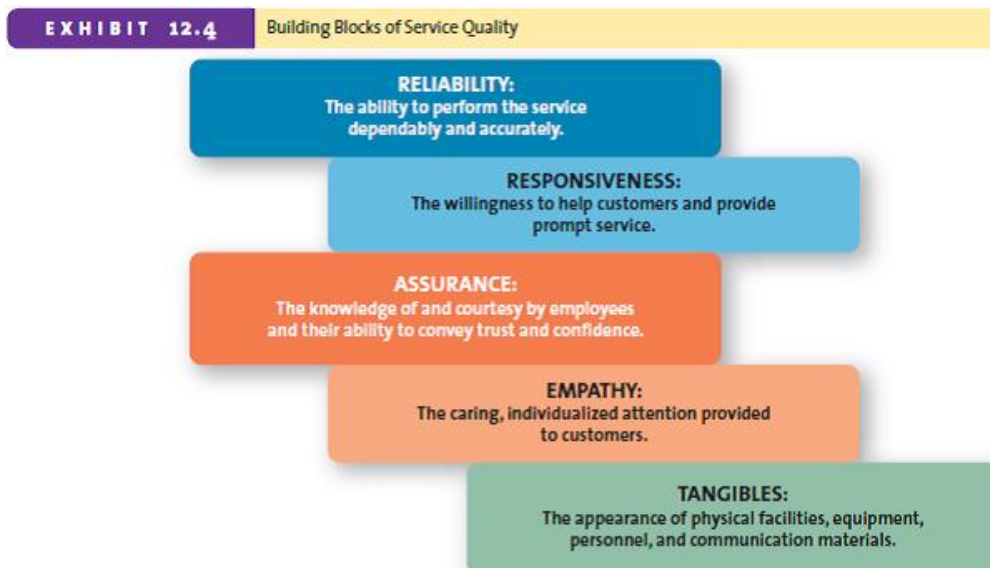 EXHIBIT 12.4 Building Blocks of Service Quality
RELIABILITY:
The ability to perform the service
dependably and accurately.
RESPONSIVENESS:
The willingness to help customers and provide
prompt service.
ASSURANCE:
The knowledge of and courtesy by employees
and their ability to convey trust and confidence.
EMPATHY:
The caring, individualized attention provided
to customers.
TANGIBLES:
The appearance of physical facilities, equipment,
personnel, and communication materials.